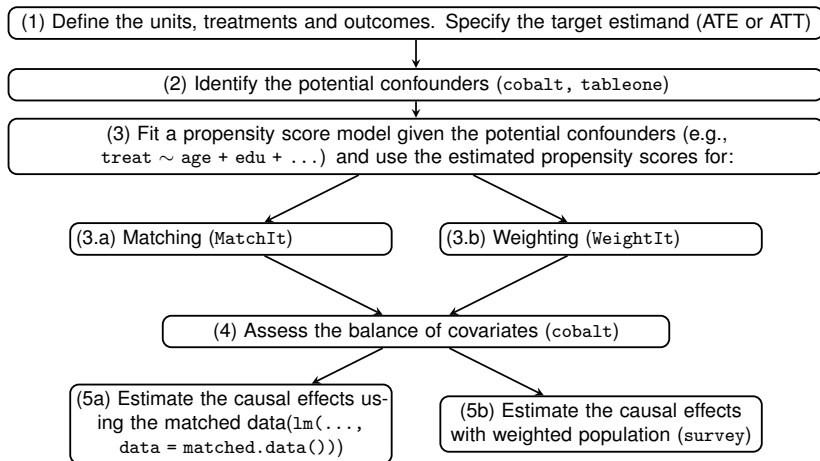 (1) Define the units, treatments and outcomes. Specify the target estimand (ATE or ATT)
(2) Identify the potential confounders (cobalt, tableone)
(3) Fit a propensity score model given the potential confounders (e.g.,
treat ∼ age + edu + ...) and use the estimated propensity scores for:
(3.a) Matching (MatchIt)
(3.b) Weighting (WeightIt)
(4) Assess the balance of covariates (cobalt)
(5a) Estimate the causal effects us-
ing the matched data(lm(...,
data = matched.data()))
(5b) Estimate the causal effects
with weighted population (survey)